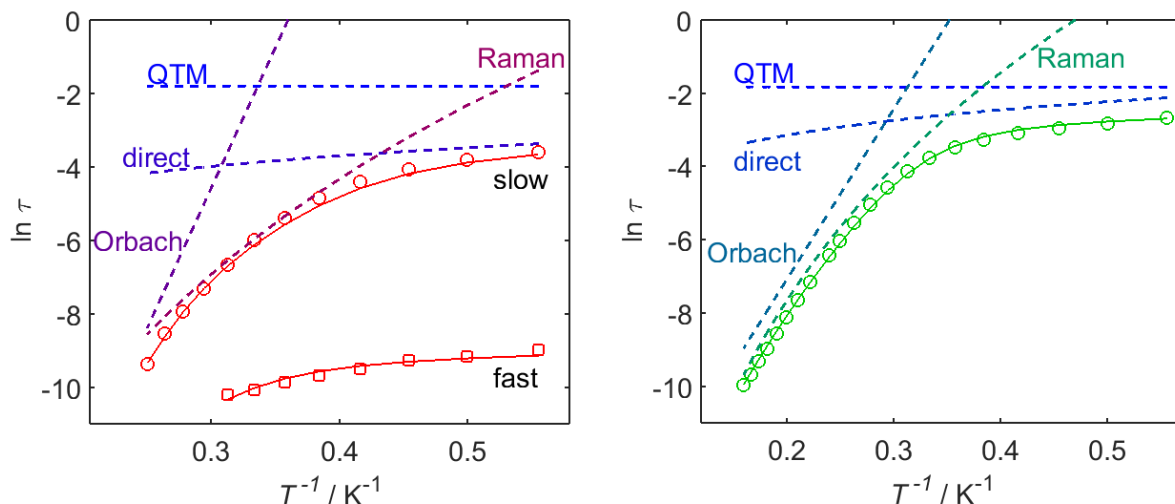 0
-2
-4
-6
-8
-10
ln τ
QTM
Raman
direct
slow
Orbach
fast
0.3
0.4
0.5
T⁻¹ / K⁻¹
0
-2
-4
-6
-8
-10
ln τ
QTM
Raman
direct
Orbach
0.2
0.3
0.4
0.5
T⁻¹ / K⁻¹